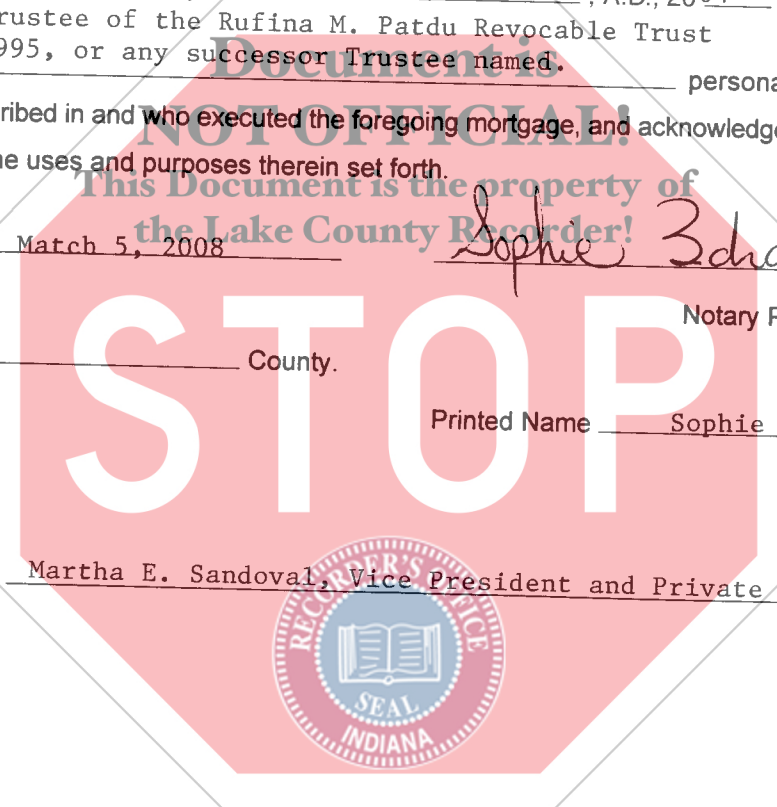 , A.D., 20
rustee of the Rufina M. Patdu Revocable Trust
995, or any successor Trustee named.
Document is
persona
ribed in and who executed the foregoing mortgage, and acknowledge
NOT OFFICIAL!
ne uses and purposes therein set forth.
This Document is the property of
the Lake County Recorder!
Match 5, 2008
Sophie
Notary P
STOP
County.
Printed Name Sophie
Martha E. Sandoval, Vice President and Private
RECORDER'S OFFICE
SEAL
INDIANA